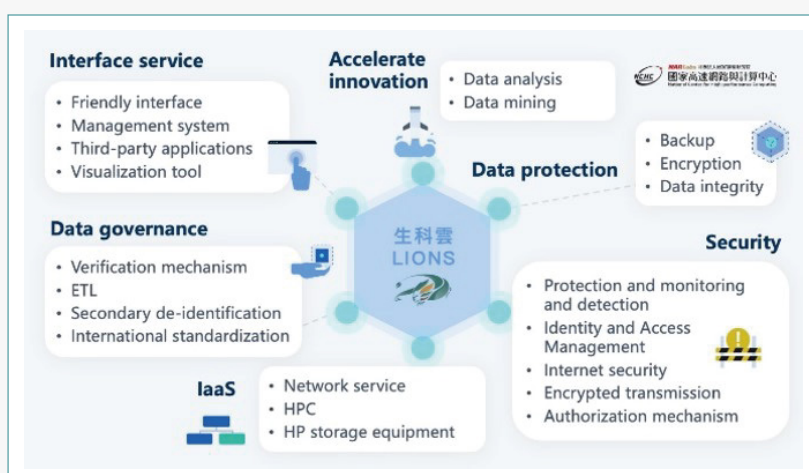 Interface service
• Friendly interface
• Management system
• Third-party applications
• Visualization tool
Accelerate
innovation
• Data analysis
• Data mining
NCHC
國家高速網路與計算中心
Data protection
• Backup
• Encryption
• Data integrity
Data governance
• Verification mechanism
• ETL
• Secondary de-identification
• International standardization
生科雲
LIONS
Security
• Protection and monitoring
and detection
• Identity and Access
Management
• Internet security
• Encrypted transmission
• Authorization mechanism
IaaS
• Network service
• HPC
• HP storage equipment